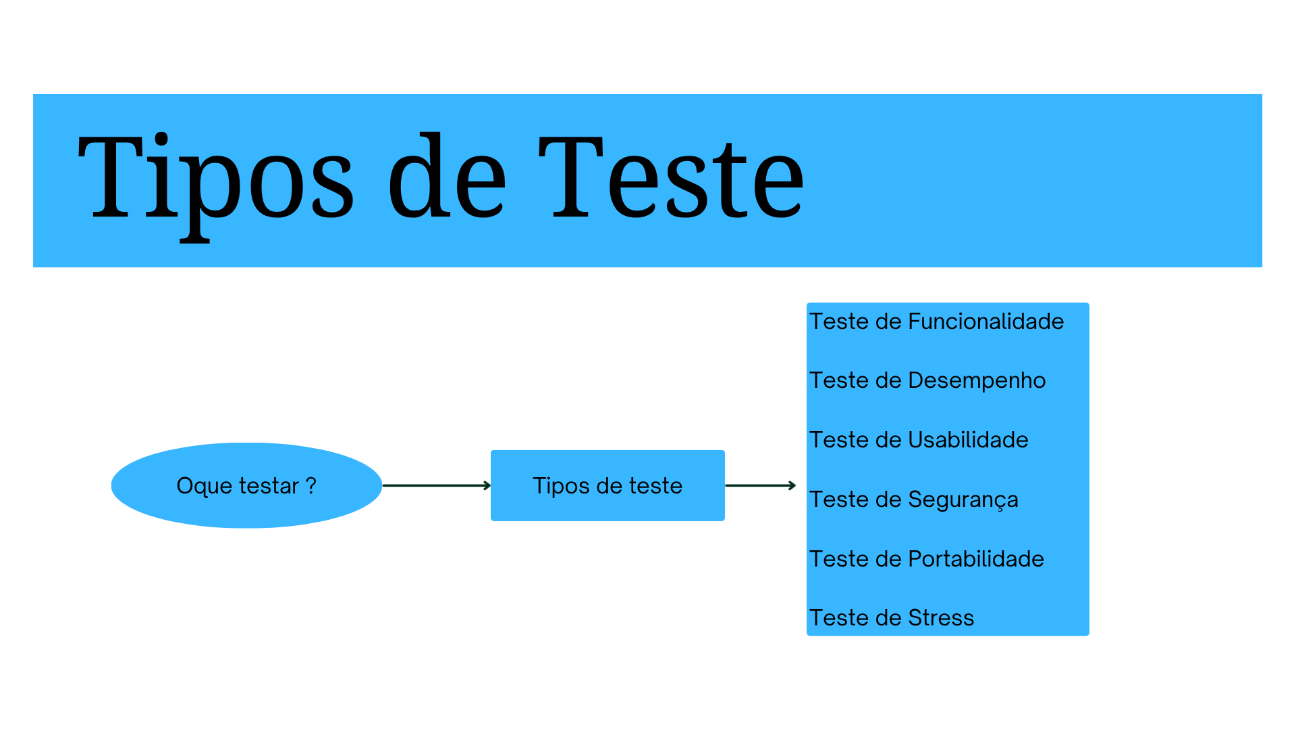 Tipos de Teste
Oque testar ?
Tipos de teste
Teste de Funcionalidade
Teste de Desempenho
Teste de Usabilidade
Teste de Segurança
Teste de Portabilidade
Teste de Stress